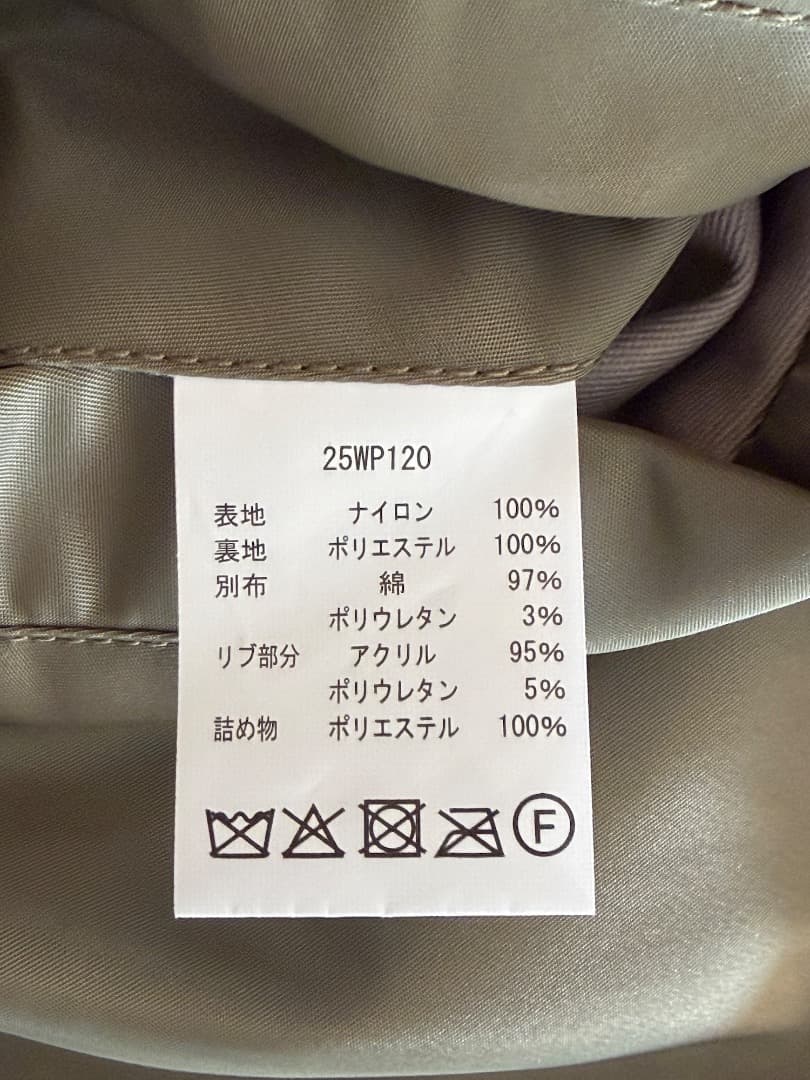 25WP120
表地 ナイロン 100%
裏地 ポリエステル 100%
別布 綿 97%
ポリウレタン 3%
リブ部分 アクリル 95%
ポリウレタン 5%
詰め物 ポリエステル 100%
F